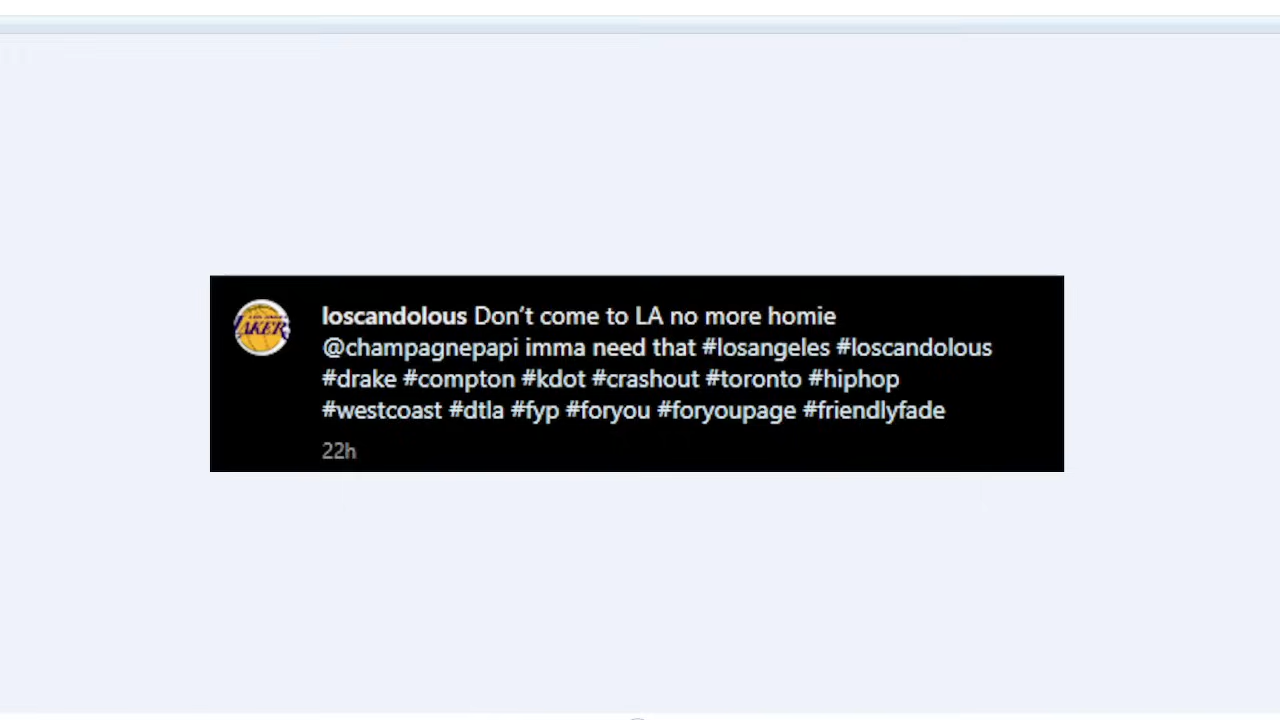 LAKER
loscandolous Don't come to LA no more homie
@champagnepapi imma need that #losangeles #loscandolous
#drake #compton #kdot #crashout #toronto #hiphop
#westcoast #dtla #fyp #foryou #foryoupage #friendlyfade
22h